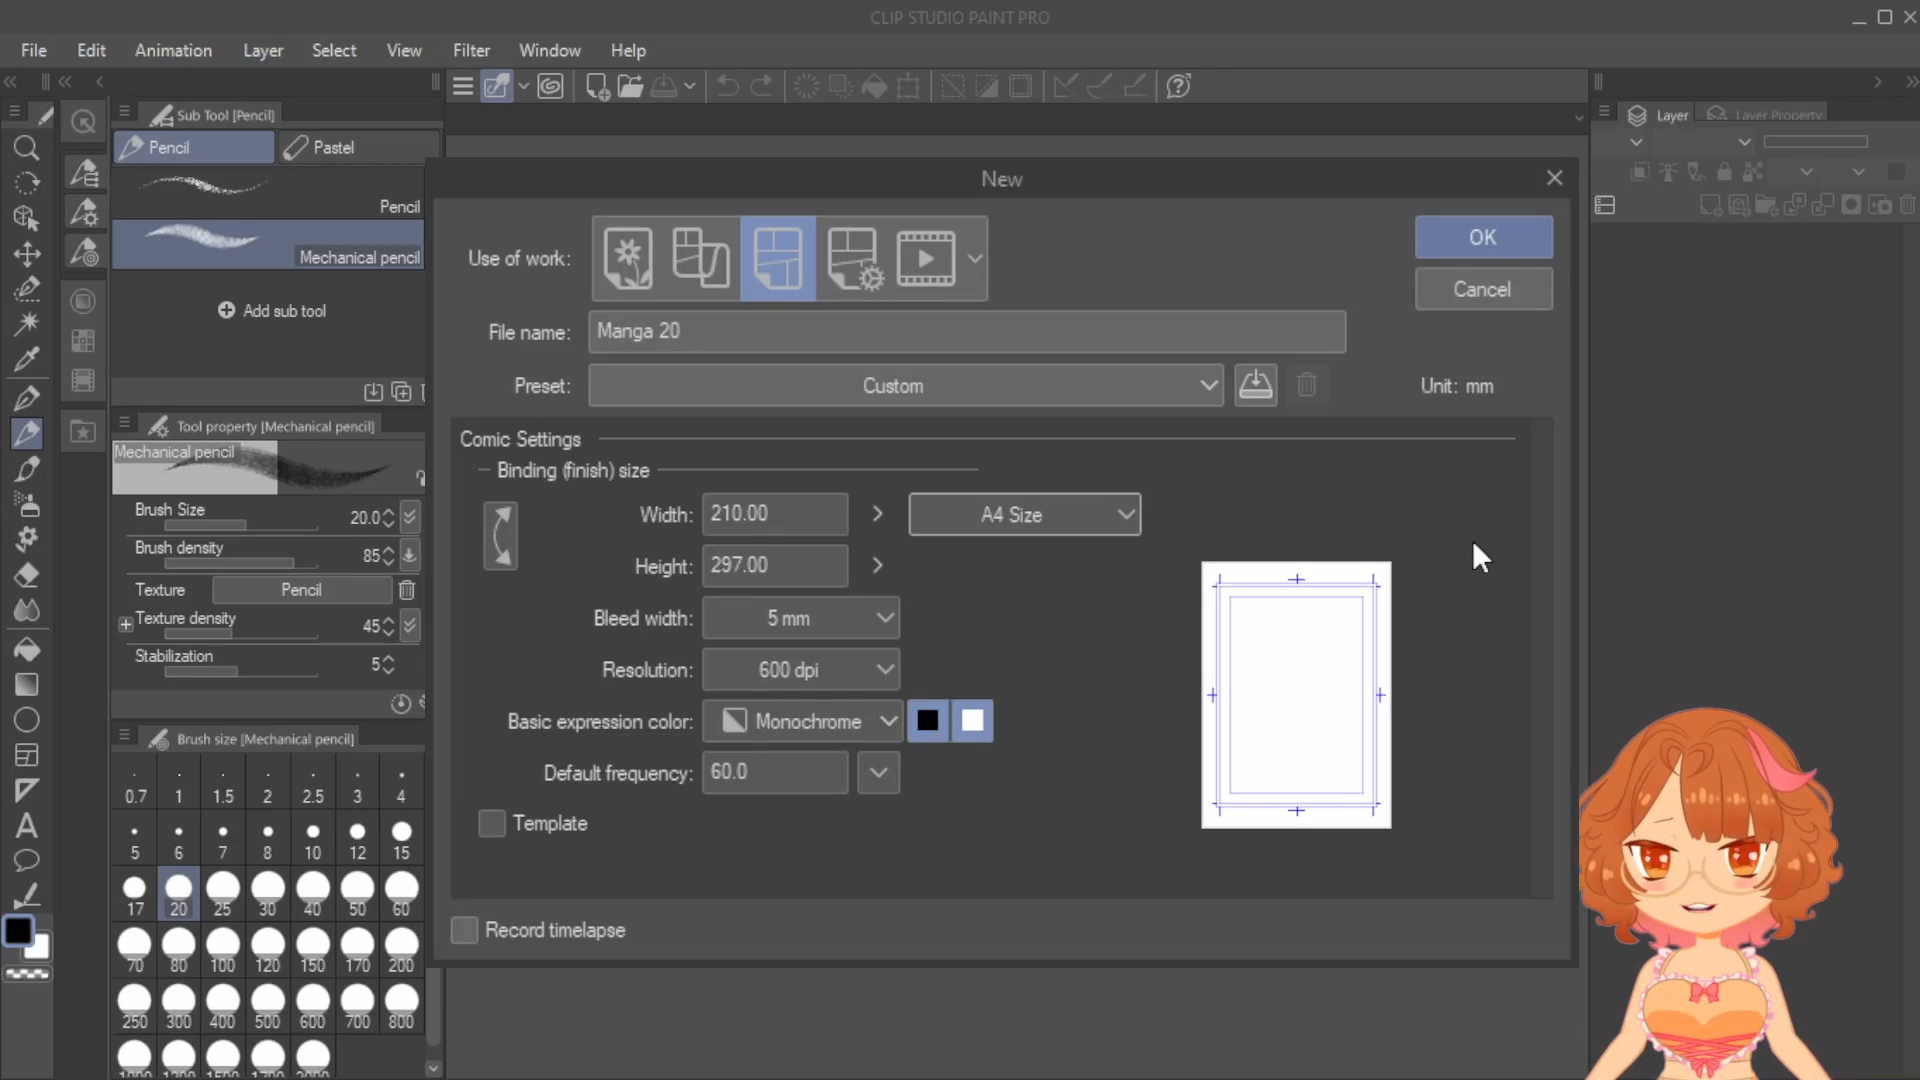 CLIP STUDIO PAINT PRO
File Edit Animation Layer Select View Filter Window Help
Sub Tool [Pencil]
Pencil Pastel
Pencil
Mechanical pencil
Add sub tool
Tool property [Mechanical pencil]
Mechanical pencil
Brush Size 20.0
Brush density 85
Texture Pencil
Texture density 45
Stabilization 5
Brush size [Mechanical pencil]
0.7 1 1.5 2 2.5 3 4
5 6 7 8 10 12 15
17 20 25 30 40 50 60
70 80 100 120 150 170 200
250 300 400 500 600 700 800
New
Use of work:
OK
Cancel
File name: Manga 20
Preset: Custom Unit: mm
Comic Settings
Binding (finish) size
Width: 210.00 A4 Size
Height: 297.00
Bleed width: 5 mm
Resolution: 600 dpi
Basic expression color: Monochrome
Default frequency: 60.0
Template
Record timelapse
Layer Layer Property